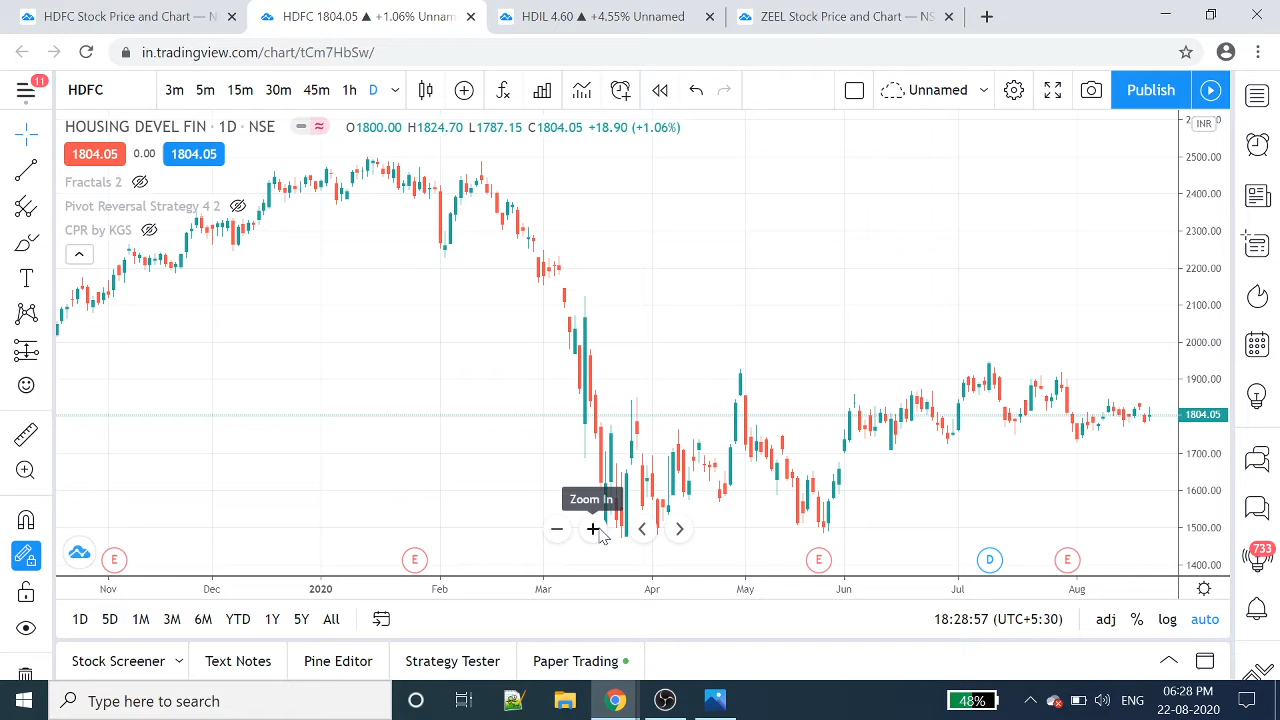 HDFC Stock Price and Chart — N
HDFC 1804.05 ▲ +1.06% Unnam
HDIL 4.60 ▲ +4.55% Unnamed
ZEEL Stock Price and Chart — NS
in.tradingview.com/chart/tCm7HbSw/
11
HDFC
3m 5m 15m 30m 45m 1h D
Unnamed
Publish
HOUSING DEVEL FIN · 1D · NSE
O1800.00 H1824.70 L1787.15 C1804.05 +18.90 (+1.06%)
INR
1804.05 0.00 1804.05
Fractals 2
Pivot Reversal Strategy 4 2
CPR by KGS
2500.00
2400.00
2300.00
2200.00
2100.00
2000.00
1900.00
1804.05
1700.00
1600.00
1500.00
1400.00
Zoom In
E E E D E
733
Nov Dec 2020 Feb Mar Apr May Jun Jul Aug
1D 5D 1M 3M 6M YTD 1Y 5Y All
18:28:57 (UTC+5:30) adj % log auto
Stock Screener Text Notes Pine Editor Strategy Tester Paper Trading
Type here to search
48%
ENG
06:28 PM
22-08-2020